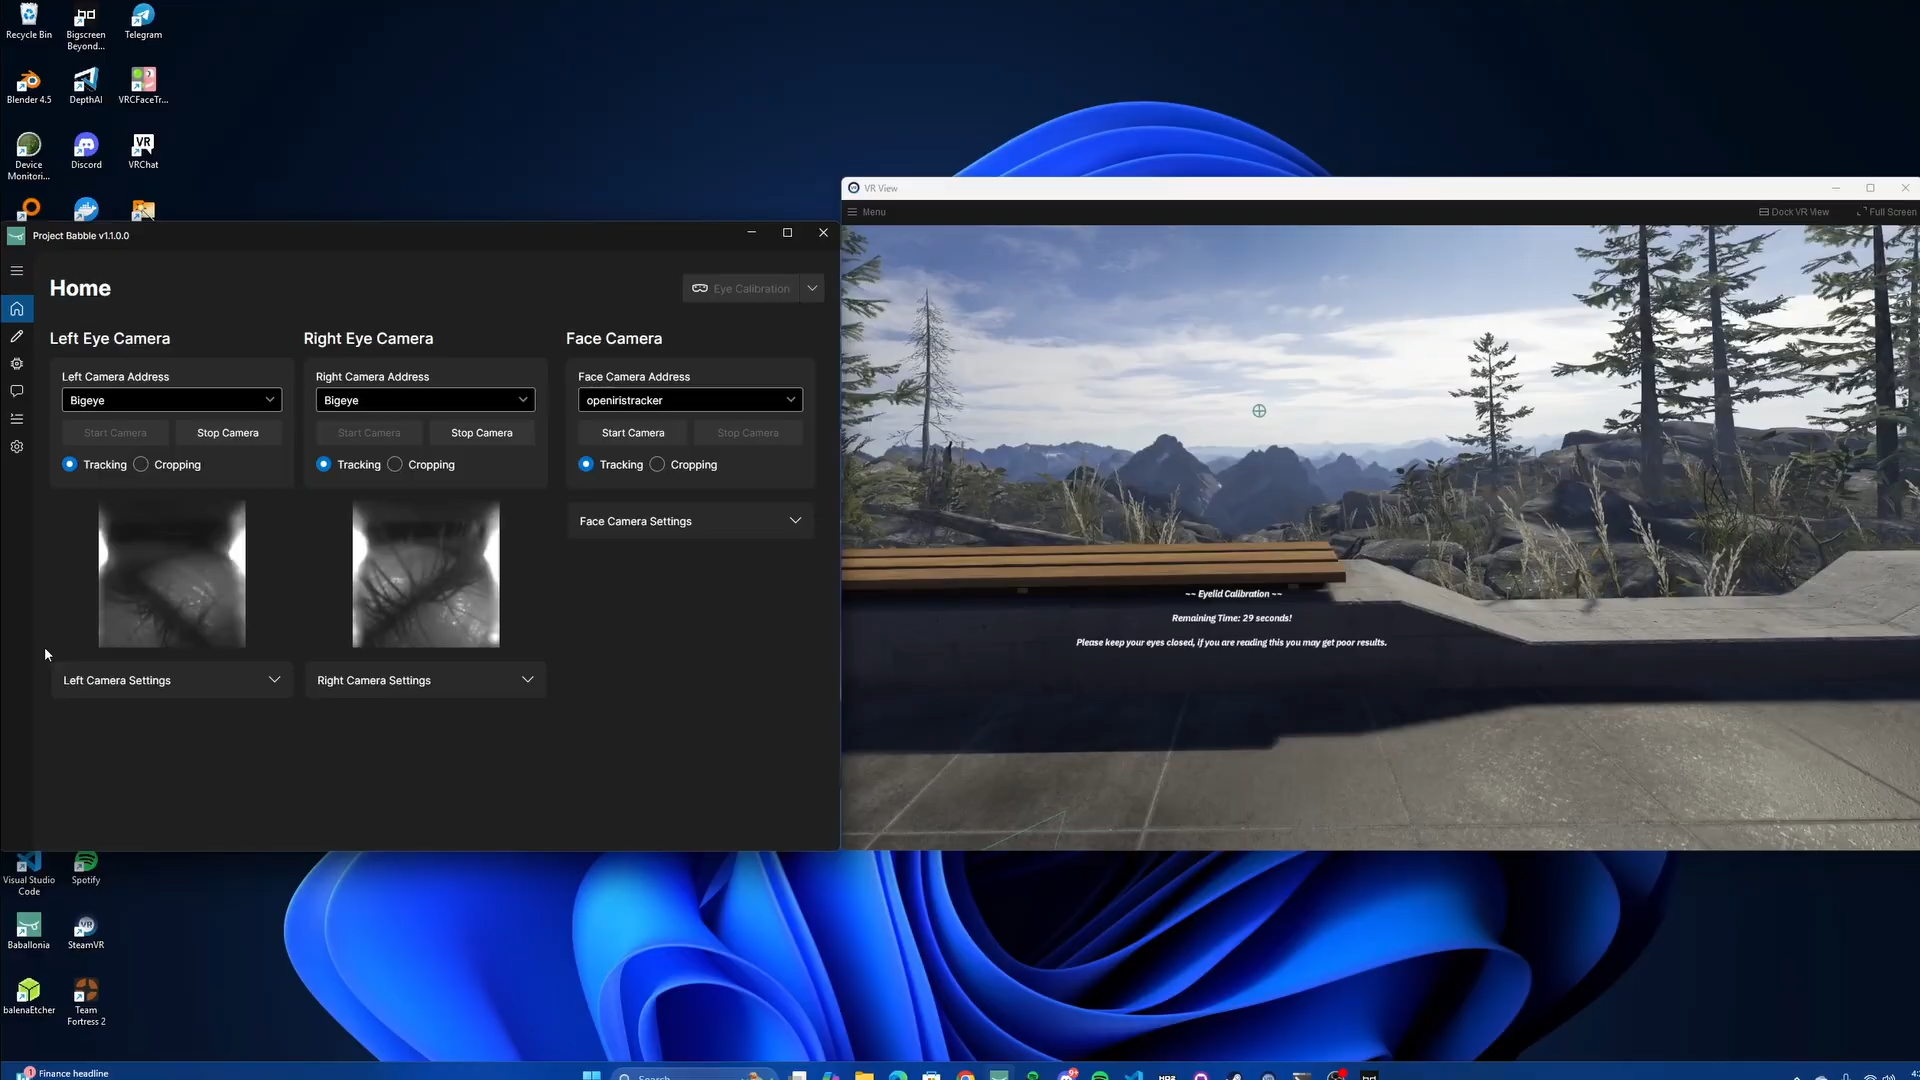 Recycle Bin
Bigscreen
Beyond...
Telegram
Blender 4.5
DepthAI
VRCFaceTr...
Device
Monitori...
Discord
VR
VRChat
Project Babble v1.1.0.0
Home
Eye Calibration
Left Eye Camera
Right Eye Camera
Face Camera
Left Camera Address
Right Camera Address
Face Camera Address
Bigeye
Bigeye
openiristracker
Start Camera
Stop Camera
Start Camera
Stop Camera
Start Camera
Stop Camera
Tracking
Cropping
Tracking
Cropping
Tracking
Cropping
Face Camera Settings
Left Camera Settings
Right Camera Settings
VR View
Menu
Dock VR View
Full Screen
~~ Eyelid Calibration ~~
Remaining Time: 29 seconds!
Please keep your eyes closed, if you are reading this you may get poor results.
Visual Studio
Code
Spotify
Baballonia
SteamVR
balenaEtcher
Team
Fortress 2
1
Finance headline
Search